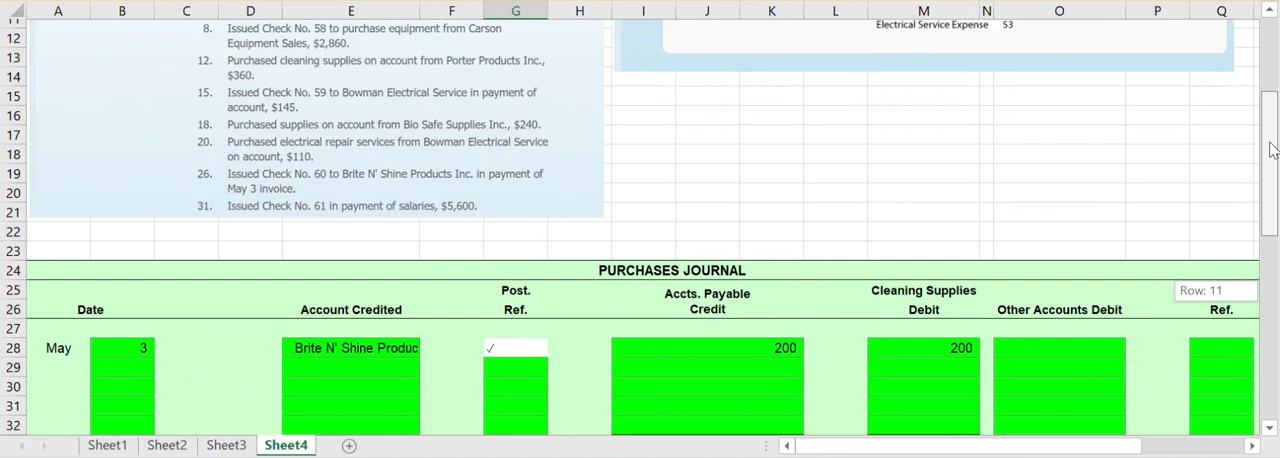 A B C D E F G H I J K L M N O P Q
12 8. Issued Check No. 58 to purchase equipment from Carson
Equipment Sales, $2,860.
Electrical Service Expense 53
13 12. Purchased cleaning supplies on account from Porter Products Inc.,
14 $360.
15 15. Issued Check No. 59 to Bowman Electrical Service in payment of
16 account, $145.
17 18. Purchased supplies on account from Bio Safe Supplies Inc., $240.
18 20. Purchased electrical repair services from Bowman Electrical Service
on account, $110.
19 26. Issued Check No. 60 to Brite N' Shine Products Inc. in payment of
20 May 3 invoice.
21 31. Issued Check No. 61 in payment of salaries, $5,600.
22
23
24 PURCHASES JOURNAL
25 Post. Accts. Payable Cleaning Supplies Row: 11
26 Date Account Credited Ref. Credit Debit Other Accounts Debit Ref.
27
28 May 3 Brite N' Shine Produc ✓ 200 200
29
30
31
32
Sheet1 Sheet2 Sheet3 Sheet4